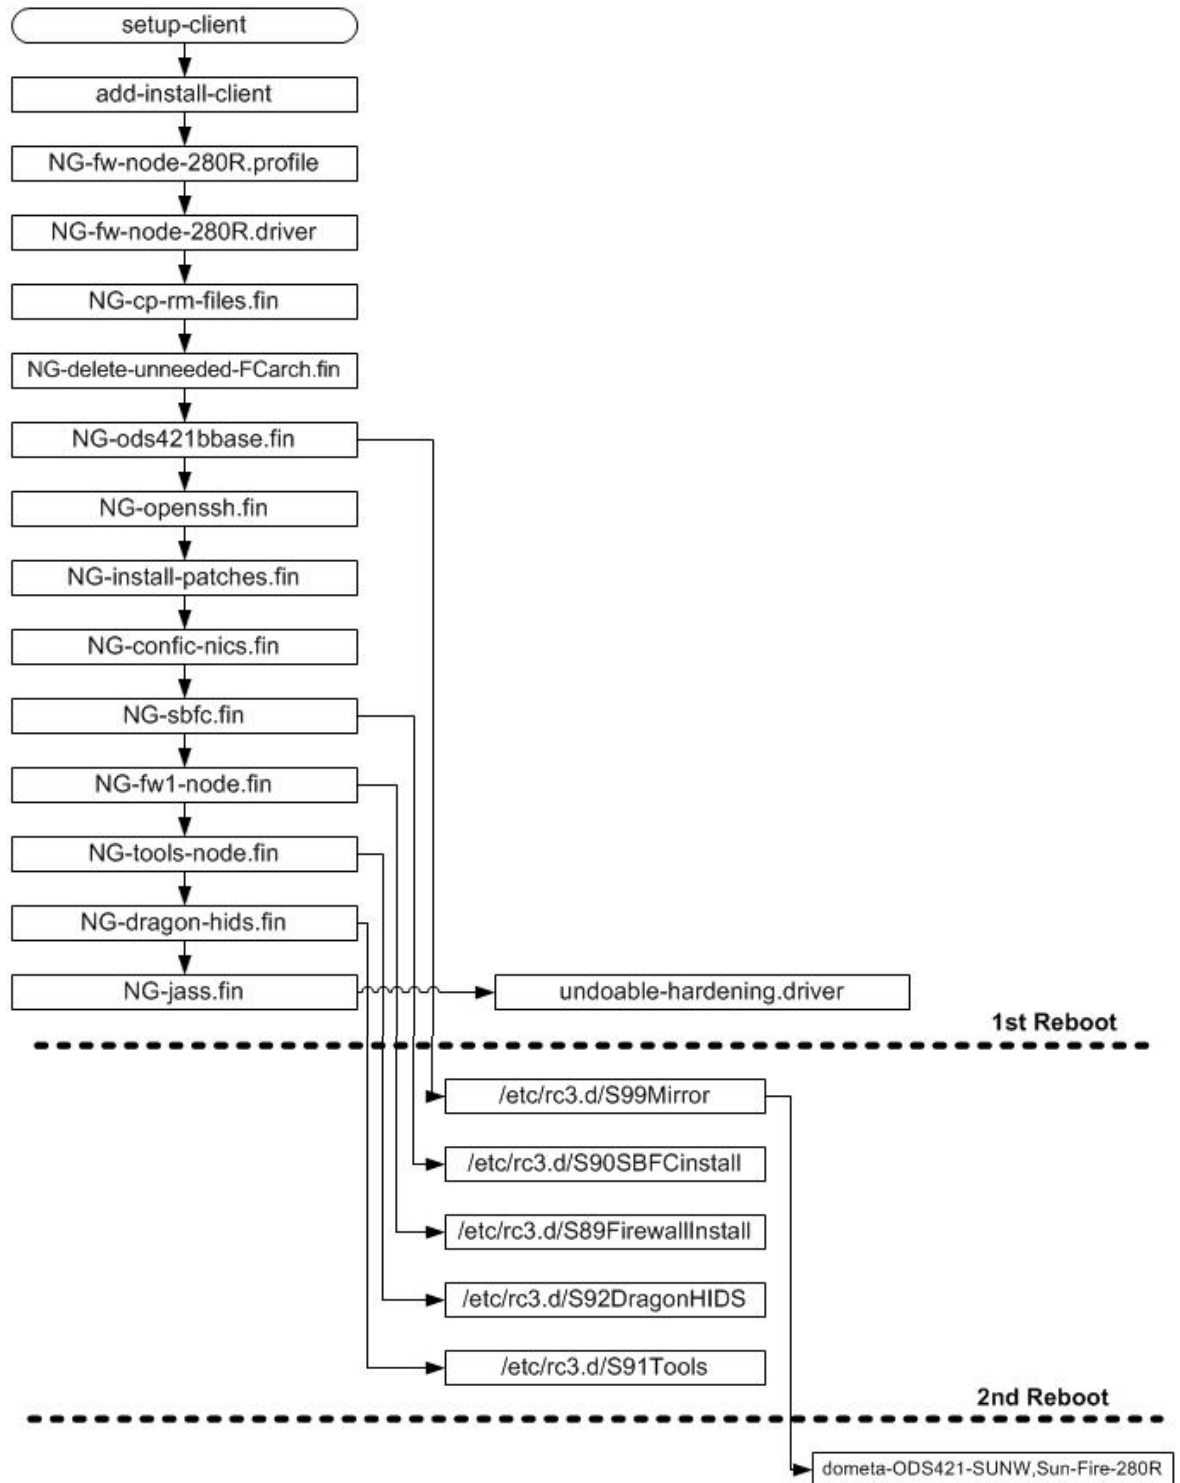 setup-client
add-install-client
NG-fw-node-280R.profile
NG-fw-node-280R.driver
NG-cp-rm-files.fin
NG-delete-unneeded-FCarch.fin
NG-ods421bbase.fin
NG-openssh.fin
NG-install-patches.fin
NG-confic-nics.fin
NG-sbfc.fin
NG-fw1-node.fin
NG-tools-node.fin
NG-dragon-hids.fin
NG-jass.fin
undoable-hardening.driver
1st Reboot
/etc/rc3.d/S99Mirror
/etc/rc3.d/S90SBFCinstall
/etc/rc3.d/S89FirewallInstall
/etc/rc3.d/S92DragonHIDS
/etc/rc3.d/S91Tools
2nd Reboot
dometa-ODS421-SUNW,Sun-Fire-280R